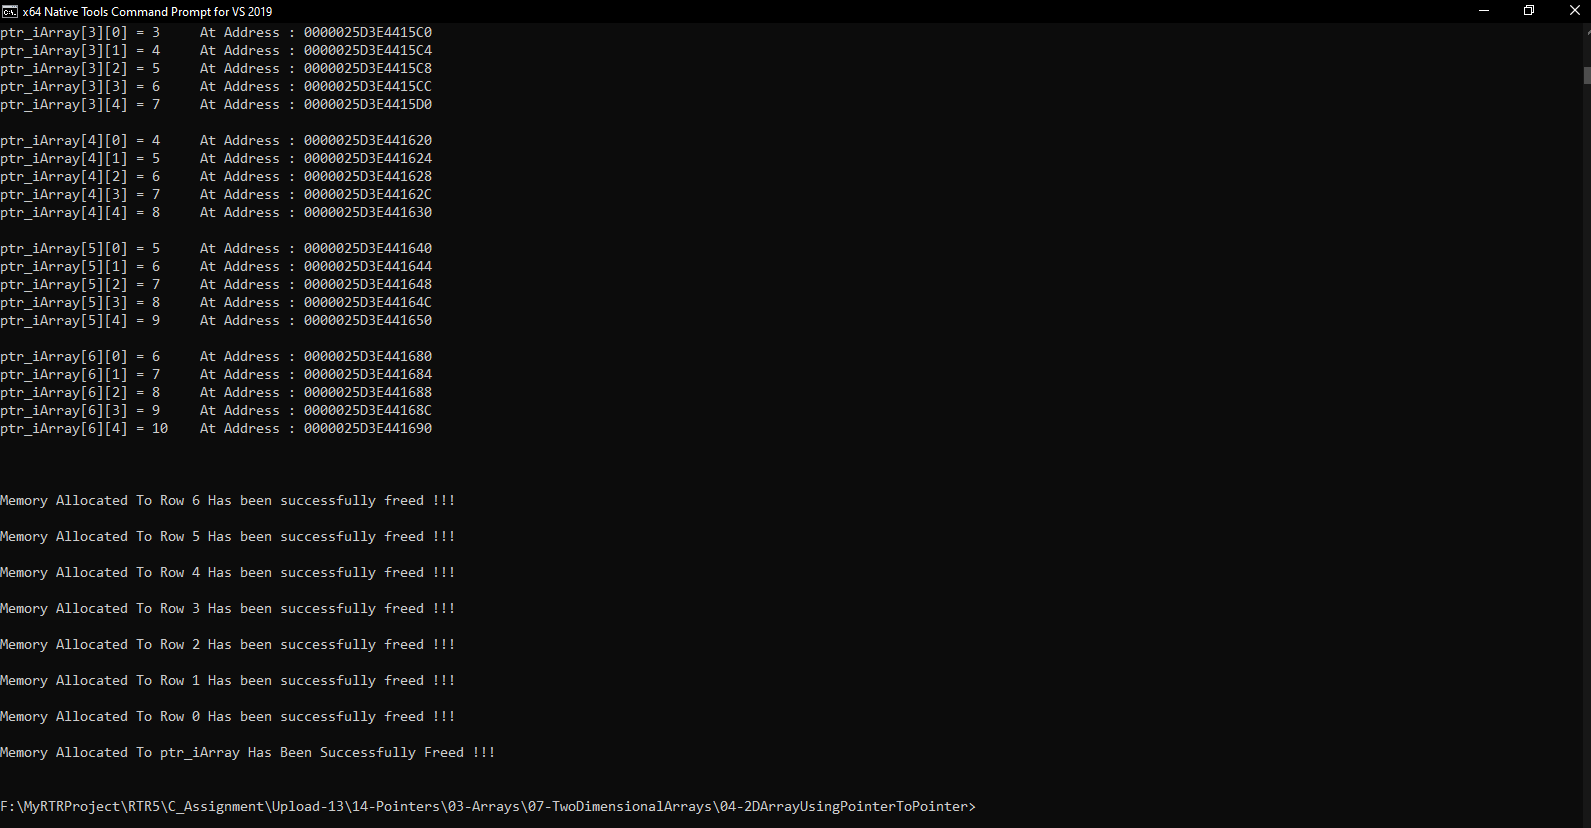 x64 Native Tools Command Prompt for VS 2019
ptr_iArray[3][0] = 3     At Address : 0000025D3E4415C0
ptr_iArray[3][1] = 4     At Address : 0000025D3E4415C4
ptr_iArray[3][2] = 5     At Address : 0000025D3E4415C8
ptr_iArray[3][3] = 6     At Address : 0000025D3E4415CC
ptr_iArray[3][4] = 7     At Address : 0000025D3E4415D0
ptr_iArray[4][0] = 4     At Address : 0000025D3E441620
ptr_iArray[4][1] = 5     At Address : 0000025D3E441624
ptr_iArray[4][2] = 6     At Address : 0000025D3E441628
ptr_iArray[4][3] = 7     At Address : 0000025D3E44162C
ptr_iArray[4][4] = 8     At Address : 0000025D3E441630
ptr_iArray[5][0] = 5     At Address : 0000025D3E441640
ptr_iArray[5][1] = 6     At Address : 0000025D3E441644
ptr_iArray[5][2] = 7     At Address : 0000025D3E441648
ptr_iArray[5][3] = 8     At Address : 0000025D3E44164C
ptr_iArray[5][4] = 9     At Address : 0000025D3E441650
ptr_iArray[6][0] = 6     At Address : 0000025D3E441680
ptr_iArray[6][1] = 7     At Address : 0000025D3E441684
ptr_iArray[6][2] = 8     At Address : 0000025D3E441688
ptr_iArray[6][3] = 9     At Address : 0000025D3E44168C
ptr_iArray[6][4] = 10    At Address : 0000025D3E441690
Memory Allocated To Row 6 Has been successfully freed !!!
Memory Allocated To Row 5 Has been successfully freed !!!
Memory Allocated To Row 4 Has been successfully freed !!!
Memory Allocated To Row 3 Has been successfully freed !!!
Memory Allocated To Row 2 Has been successfully freed !!!
Memory Allocated To Row 1 Has been successfully freed !!!
Memory Allocated To Row 0 Has been successfully freed !!!
Memory Allocated To ptr_iArray Has Been Successfully Freed !!!
F:\MyRTRProject\RTR5\C_Assignment\Upload-13\14-Pointers\03-Arrays\07-TwoDimensionalArrays\04-2DArrayUsingPointerToPointer>